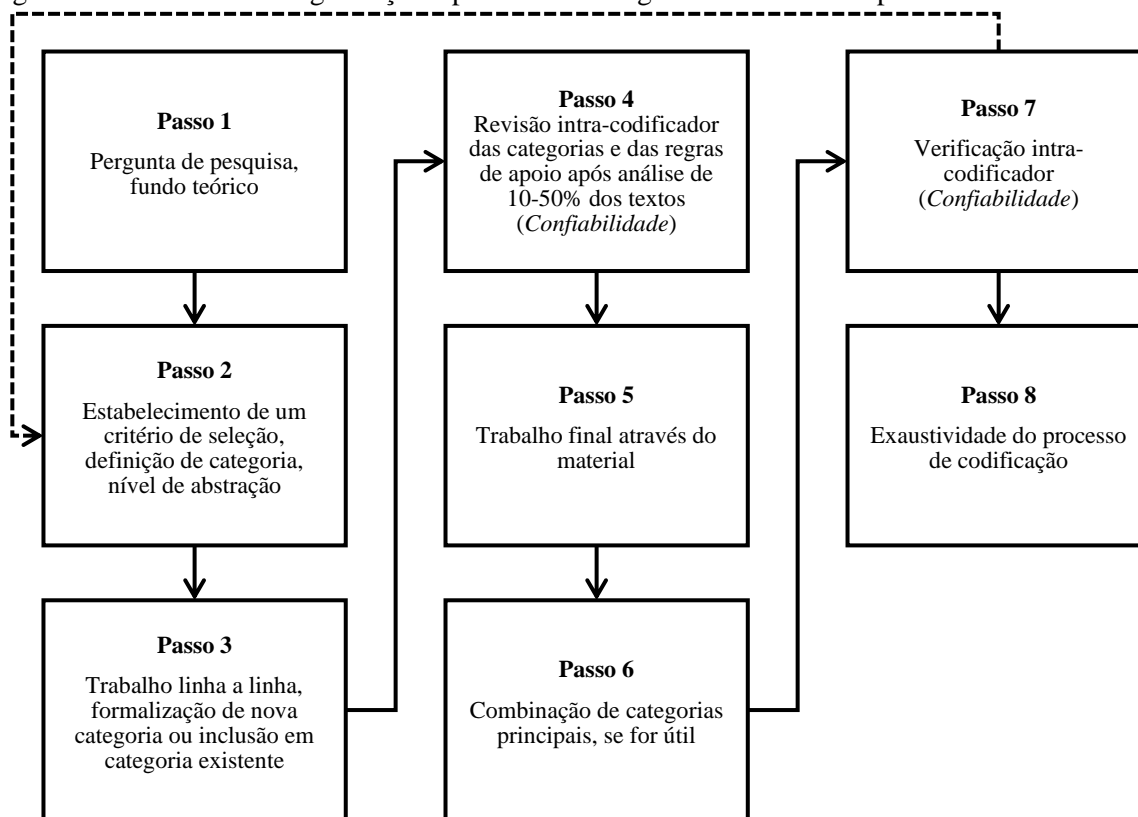 Passo 1
Pergunta de pesquisa,
fundo teórico
Passo 2
Estabelecimento de um
critério de seleção,
definição de categoria,
nível de abstração
Passo 3
Trabalho linha a linha,
formalização de nova
categoria ou inclusão em
categoria existente
Passo 4
Revisão intra-codificador
das categorias e das regras
de apoio após análise de
10-50% dos textos
(Confiabilidade)
Passo 5
Trabalho final através do
material
Passo 6
Combinação de categorias
principais, se for útil
Passo 7
Verificação intra-
codificador
(Confiabilidade)
Passo 8
Exaustividade do processo
de codificação